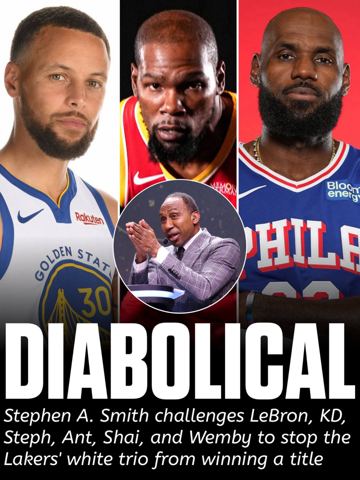 Rakuten
GOLDEN STATE
30
Bloom
energy
PHILA
DIABOLICAL
Stephen A. Smith challenges LeBron, KD,
Steph, Ant, Shai, and Wemby to stop the
Lakers' white trio from winning a title